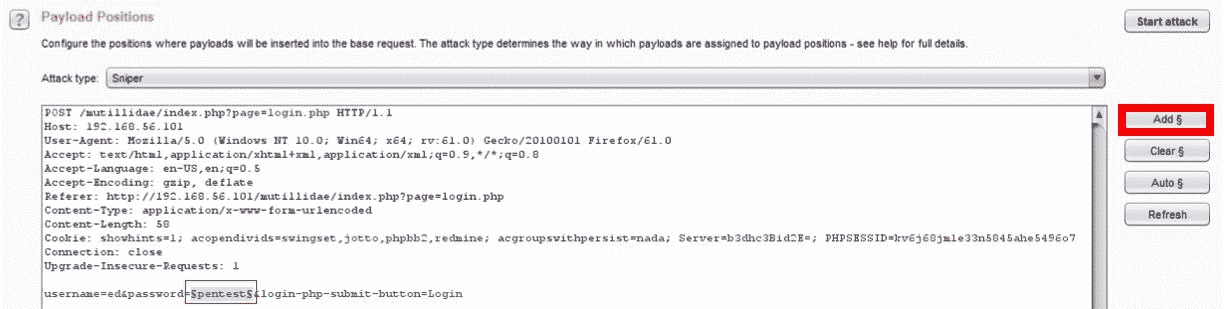 ? Payload Positions
Start attack
Configure the positions where payloads will be inserted into the base request. The attack type determines the way in which payloads are assigned to payload positions - see help for full details.
Attack type: Sniper
POST /mutillidae/index.php?page=login.php HTTP/1.1
Host: 192.168.56.101
User-Agent: Mozilla/5.0 (Windows NT 10.0; Win64; x64; rv:61.0) Gecko/20100101 Firefox/61.0
Accept: text/html,application/xhtml+xml,application/xml;q=0.9,*/*;q=0.8
Accept-Language: en-US,en;q=0.5
Accept-Encoding: gzip, deflate
Referer: http://192.168.56.101/mutillidae/index.php?page=login.php
Content-Type: application/x-www-form-urlencoded
Content-Length: 58
Cookie: showhints=1; acopendivids=swingset,jotto,phpbb2,redmine; acgroupswithpersist=nada; Server=b3dhc3Bid2E=; PHPSESSID=kv6j68jmle33n5845ahe5496o7
Connection: close
Upgrade-Insecure-Requests: 1
username=ed&password=§pentest§&login-php-submit-button=Login
Add §
Clear §
Auto §
Refresh